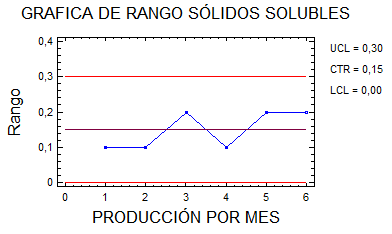 GRAFICA DE RANGO SÓLIDOS SOLUBLES
UCL = 0,30
CTR = 0,15
LCL = 0,00
Rango
0,4
0,3
0,2
0,1
0
0 1 2 3 4 5 6
PRODUCCIÓN POR MES